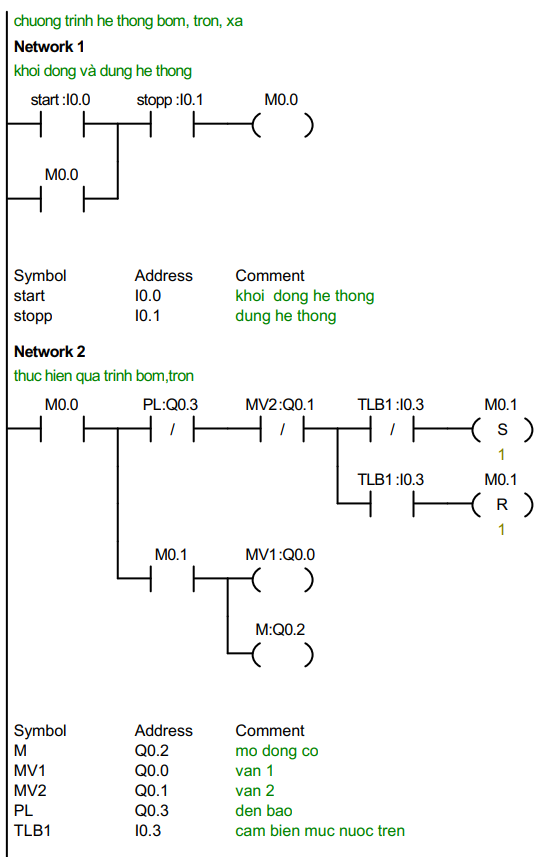 chuong trinh he thong bom, tron, xa
Network 1
khoi dong và dung he thong
start :I0.0 stopp :I0.1 M0.0
M0.0
Symbol Address Comment
start I0.0 khoi dong he thong
stopp I0.1 dung he thong
Network 2
thuc hien qua trinh bom,tron
M0.0 PL:Q0.3 MV2:Q0.1 TLB1:I0.3 M0.1
/ / / S
1
TLB1:I0.3 M0.1
R
1
M0.1 MV1:Q0.0
M:Q0.2
Symbol Address Comment
M Q0.2 mo dong co
MV1 Q0.0 van 1
MV2 Q0.1 van 2
PL Q0.3 den bao
TLB1 I0.3 cam bien muc nuoc tren